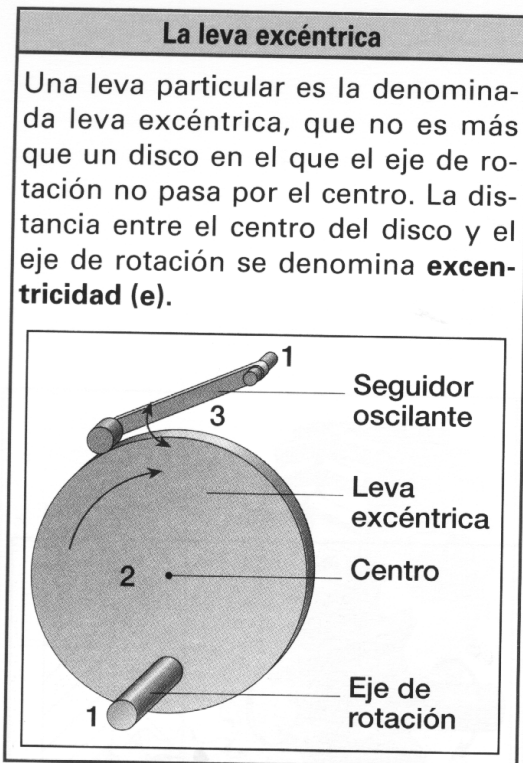 La leva excéntrica
Una leva particular es la denomina-
da leva excéntrica, que no es más
que un disco en el que el eje de ro-
tación no pasa por el centro. La dis-
tancia entre el centro del disco y el
eje de rotación se denomina excen-
tricidad (e).
1
Seguidor
oscilante
3
Leva
excéntrica
2
Centro
Eje de
rotación
1